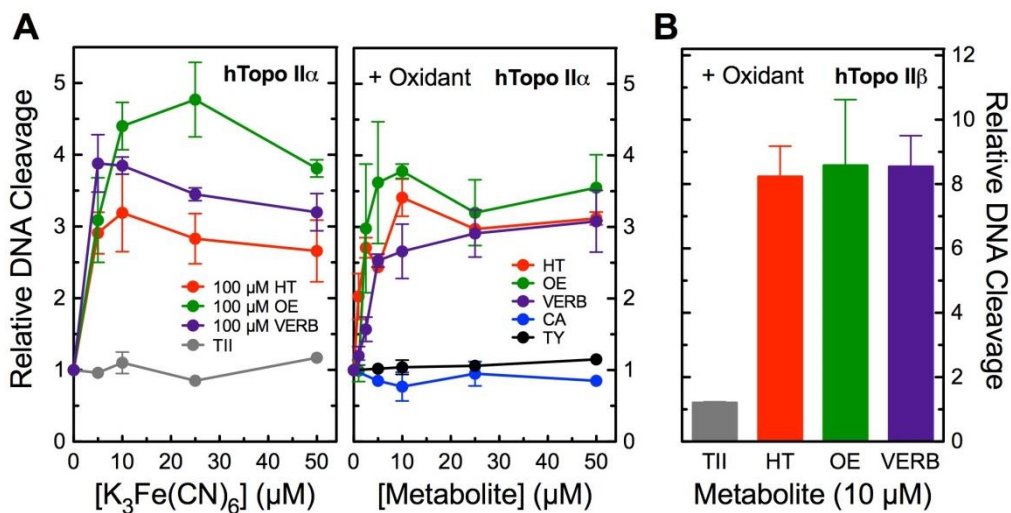 A
Relative DNA Cleavage
5
4
3
2
1
0
hTopo IIα
100 µM HT
100 µM OE
100 µM VERB
TII
0 10 20 30 40 50
[K₃Fe(CN)₆] (µM)
+ Oxidant hTopo IIα
HT
OE
VERB
CA
TY
5
4
3
2
1
0
0 10 20 30 40 50
[Metabolite] (µM)
B
+ Oxidant hTopo IIβ
12
10
8
6
4
2
0
Relative DNA Cleavage
TII HT OE VERB
Metabolite (10 µM)